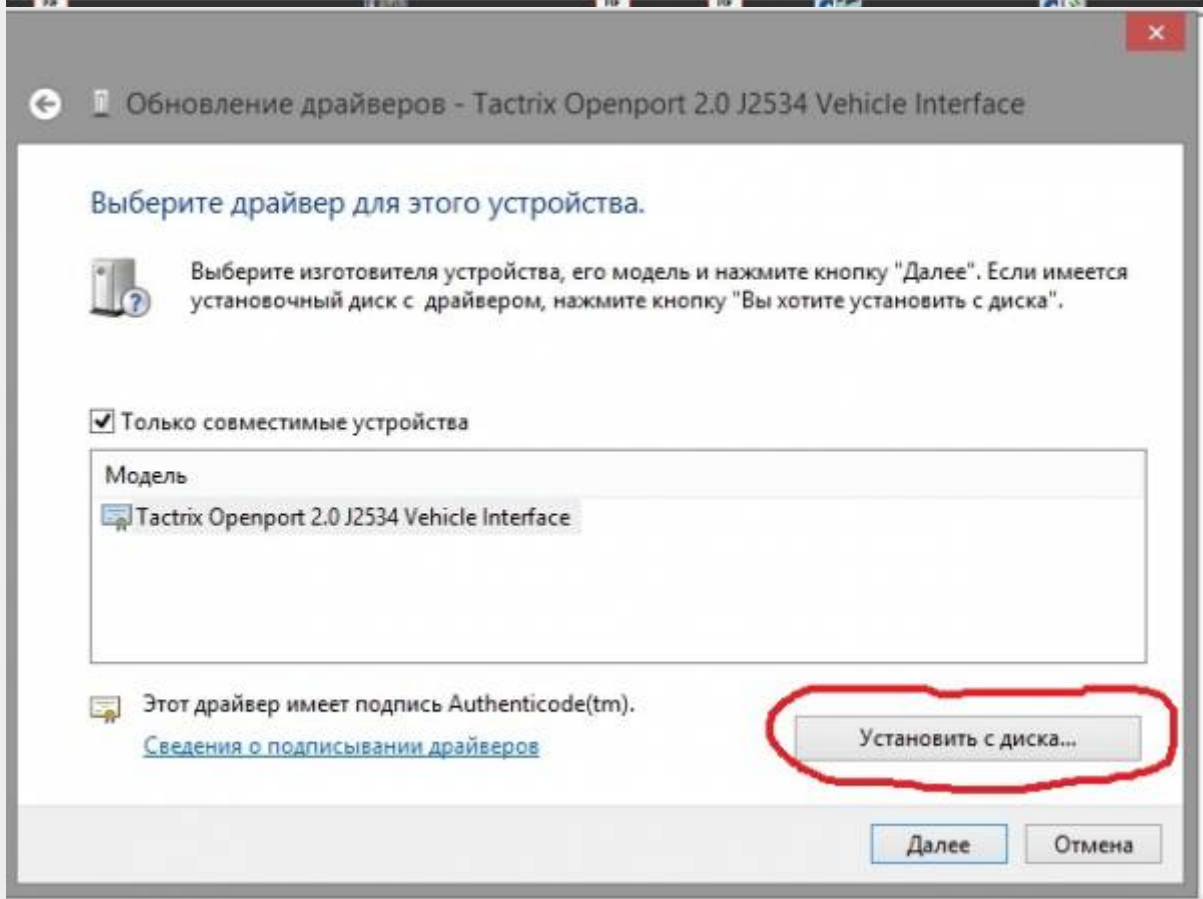 Обновление драйверов - Tactrix Openport 2.0 J2534 Vehicle Interface
Выберите драйвер для этого устройства.
Выберите изготовителя устройства, его модель и нажмите кнопку "Далее". Если имеется
установочный диск с драйвером, нажмите кнопку "Вы хотите установить с диска".
Только совместимые устройства
Модель
Tactrix Openport 2.0 J2534 Vehicle Interface
Этот драйвер имеет подпись Authenticode(tm).
Сведения о подписывании драйверов
Установить с диска...
Далее
Отмена